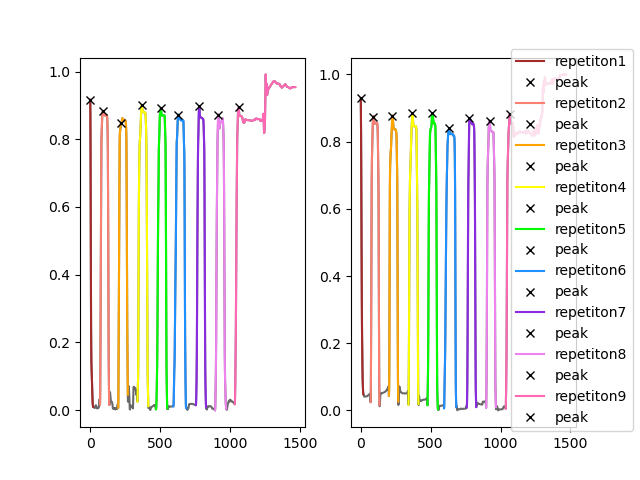 1.0
0.8
0.6
0.4
0.2
0.0
0
500
1000
1500
1.0
0.8
0.6
0.4
0.2
0.0
0
500
1000
1500
repetiton1
peak
repetiton2
peak
repetiton3
peak
repetiton4
peak
repetiton5
peak
repetiton6
peak
repetiton7
peak
repetiton8
peak
repetiton9
peak